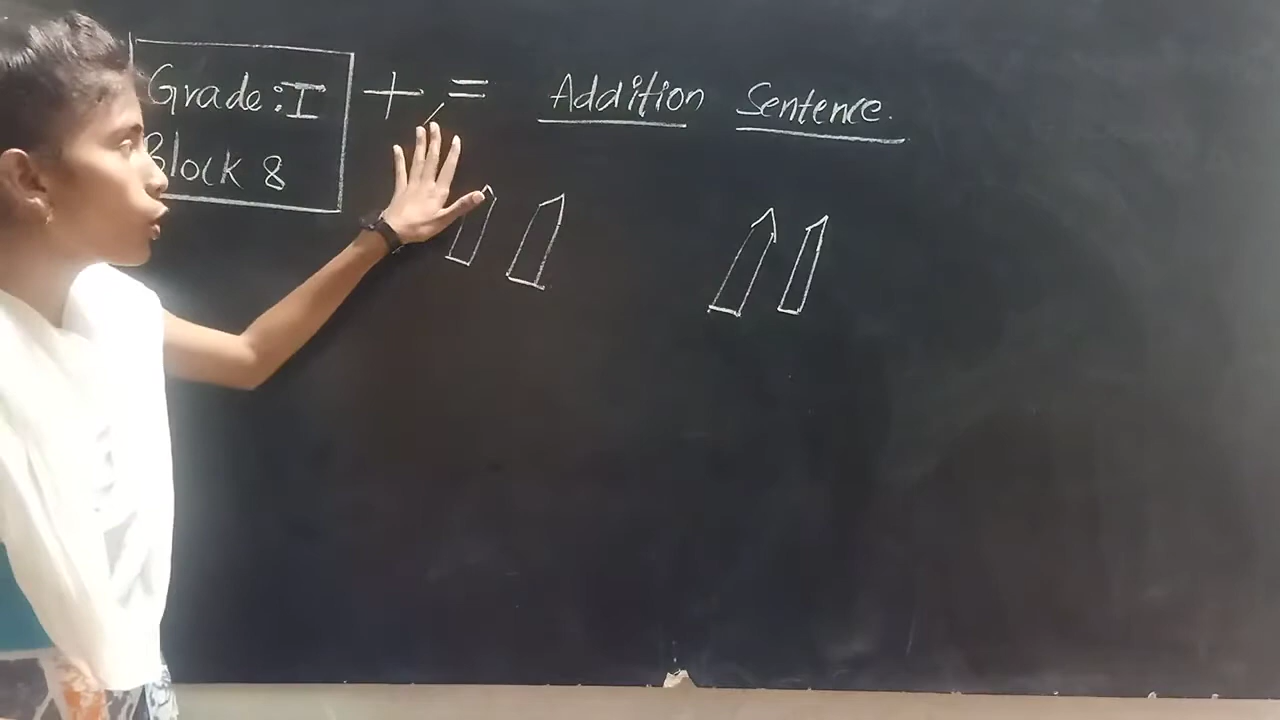 Grade: I
Block 8
+, =
Addition Sentence.